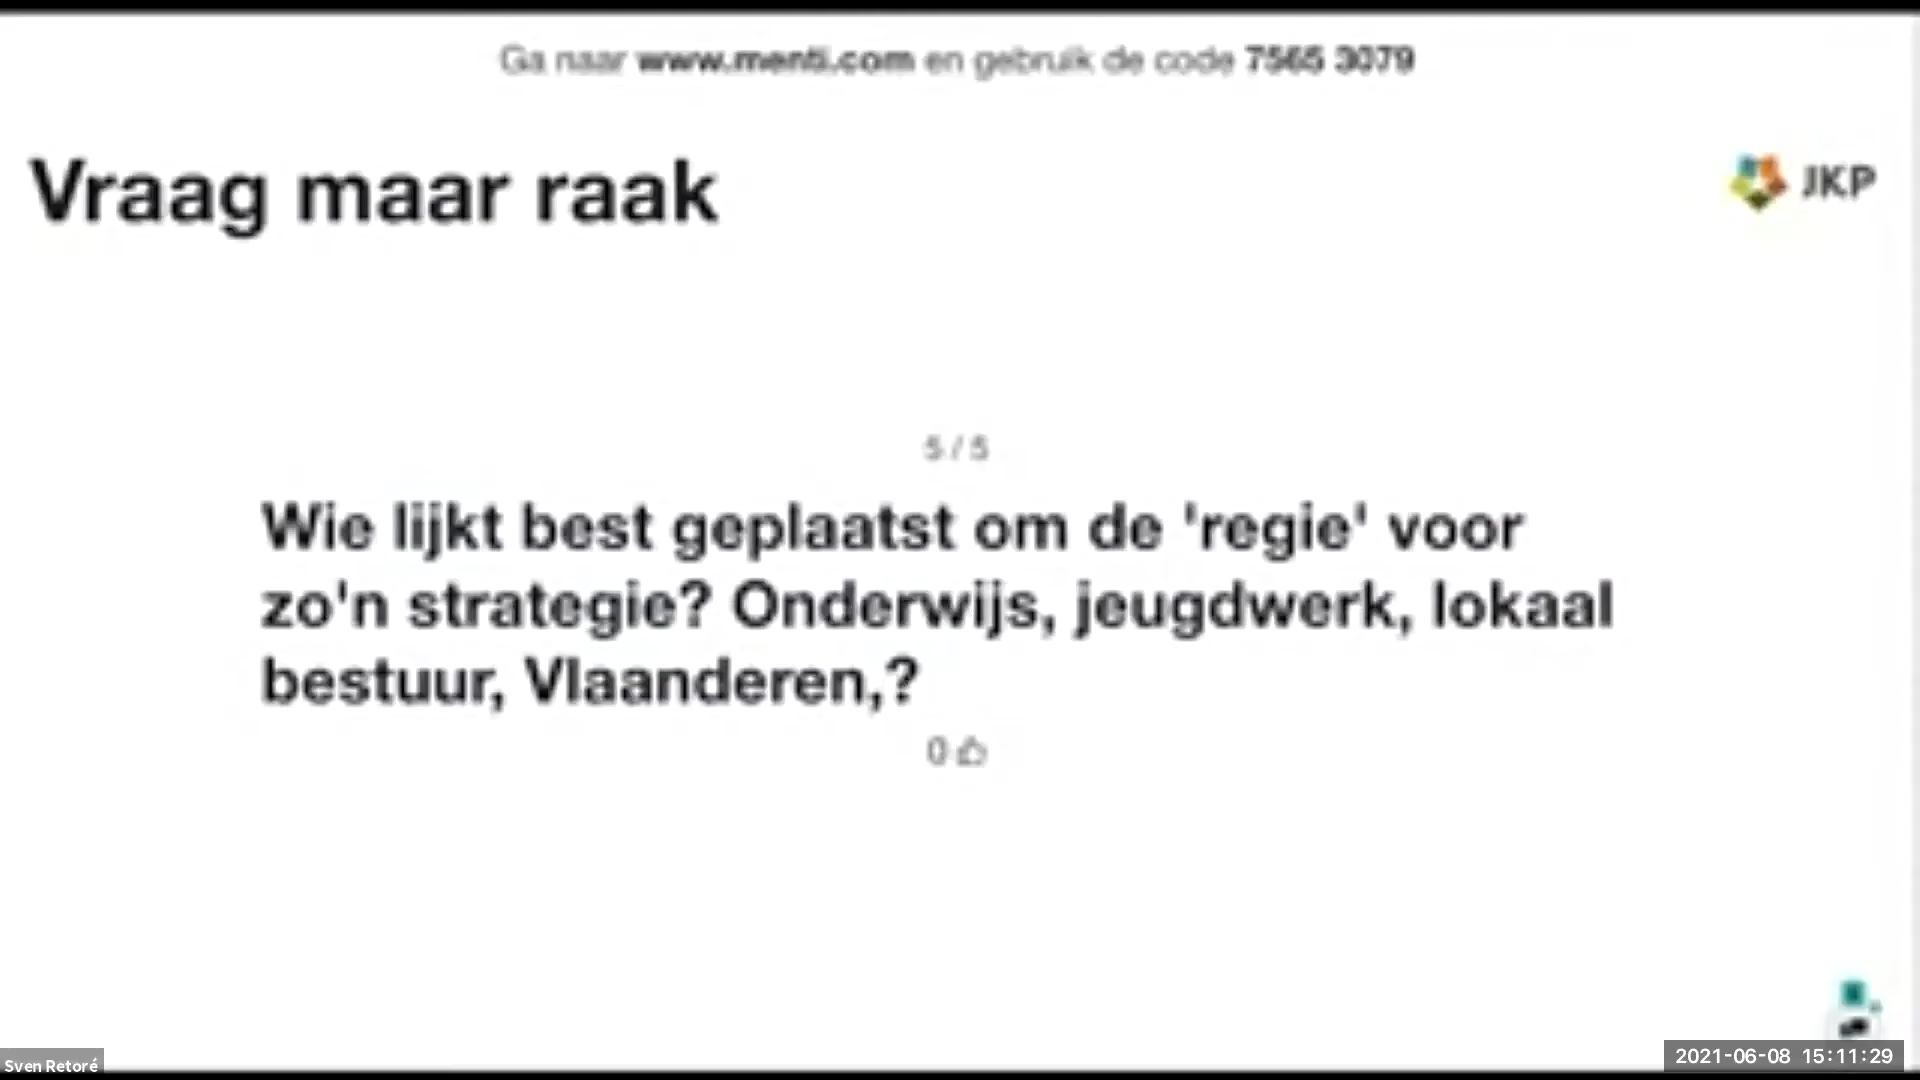 Ga naar www.menti.com en gebruik de code 7565 3079
Vraag maar raak
JKP
5 / 5
Wie lijkt best geplaatst om de 'regie' voor
zo'n strategie? Onderwijs, jeugdwerk, lokaal
bestuur, Vlaanderen,?
0
Sven Retoré
2021-06-08 15:11:29